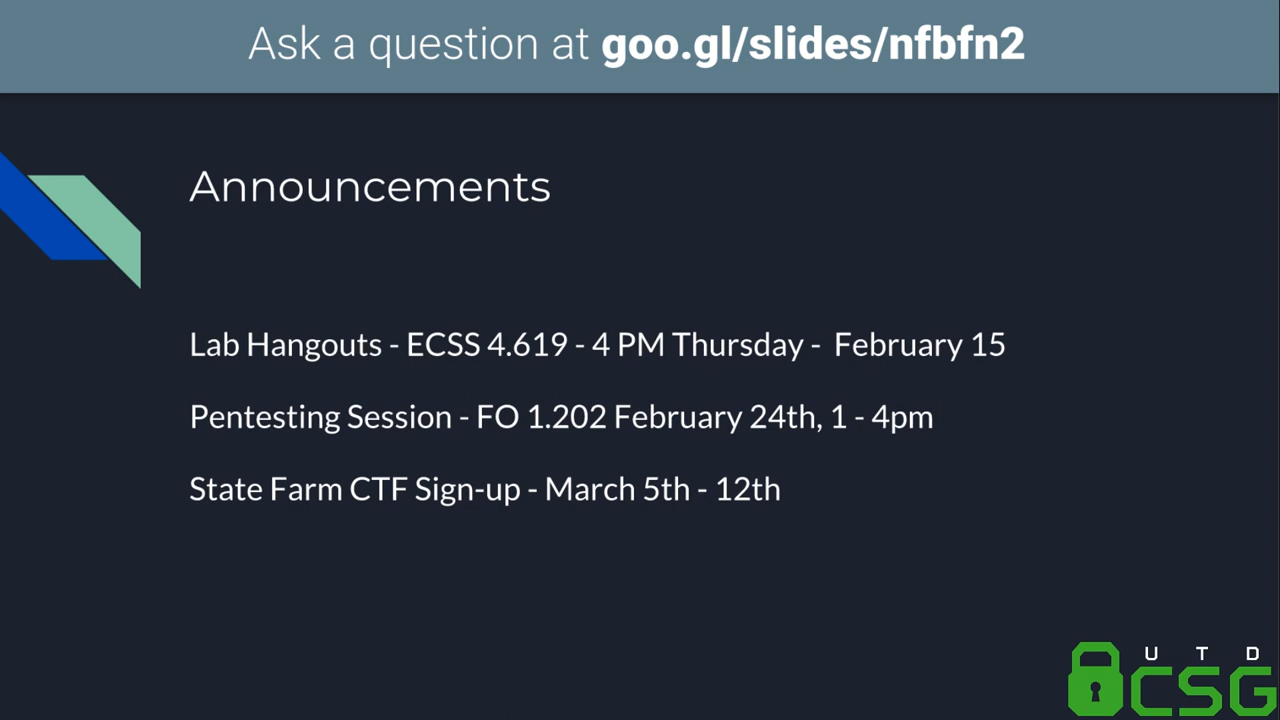 Ask a question at goo.gl/slides/nfbfn2
Announcements
Lab Hangouts - ECSS 4.619 - 4 PM Thursday - February 15
Pentesting Session - FO 1.202 February 24th, 1 - 4pm
State Farm CTF Sign-up - March 5th - 12th
U T D
CSG